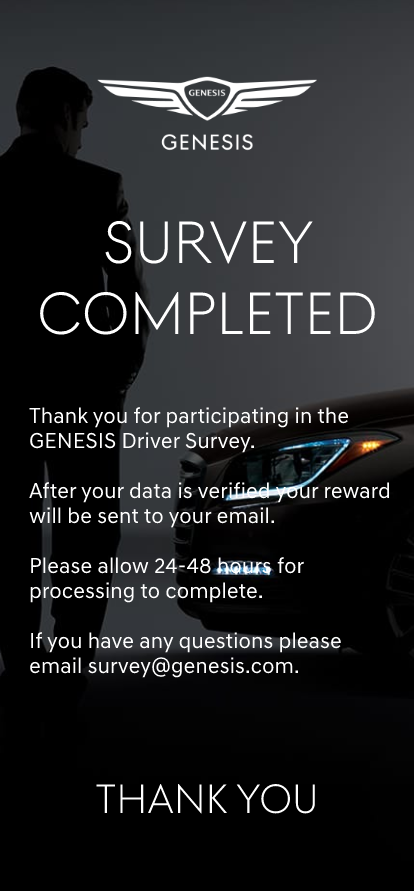 GENESIS
GENESIS
SURVEY
COMPLETED
Thank you for participating in the
GENESIS Driver Survey.
After your data is verified your reward
will be sent to your email.
Please allow 24-48 hours for
processing to complete.
If you have any questions please
email survey@genesis.com.
THANK YOU